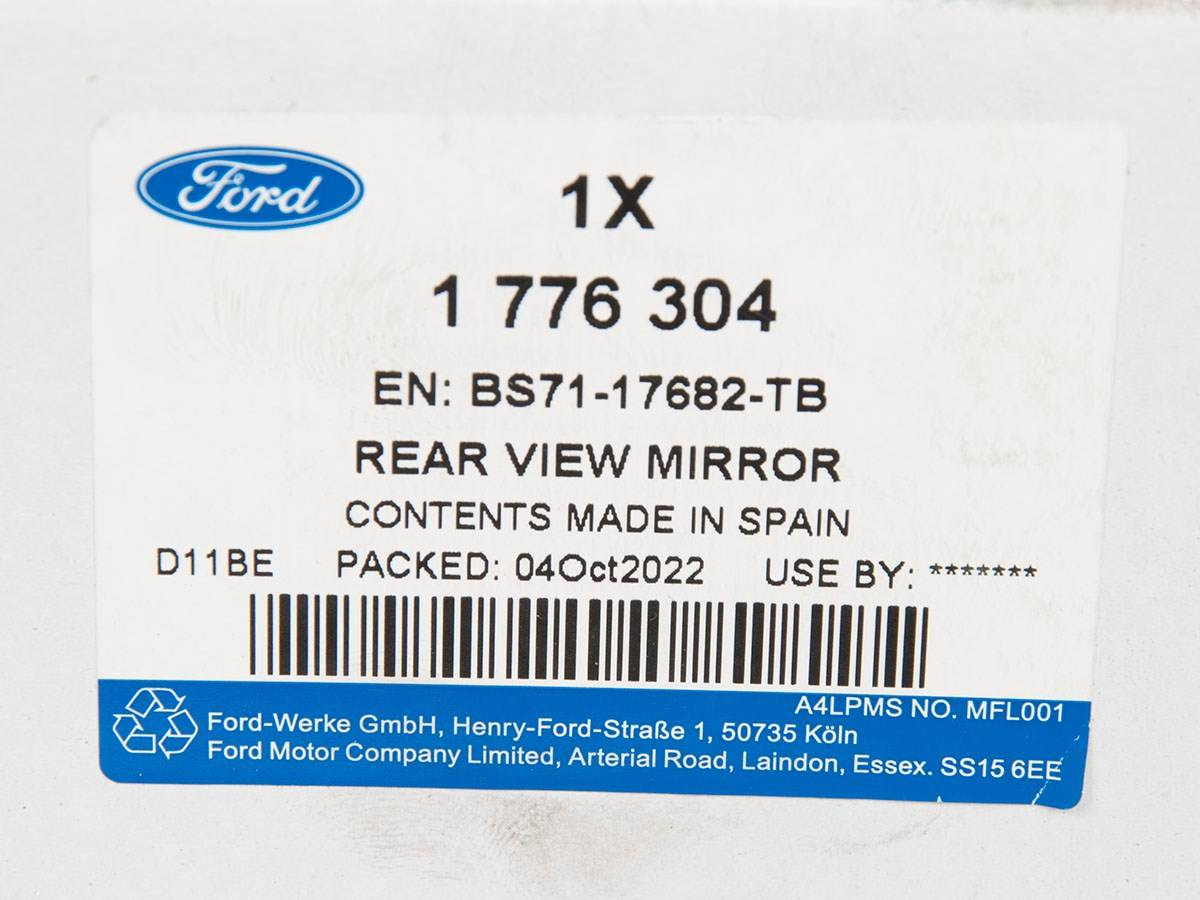 Ford
1X
1 776 304
EN: BS71-17682-TB
REAR VIEW MIRROR
CONTENTS MADE IN SPAIN
D11BE PACKED: 04Oct2022 USE BY: *******
A4LPMS NO. MFL001
Ford-Werke GmbH, Henry-Ford-Straße 1, 50735 Köln
Ford Motor Company Limited, Arterial Road, Laindon, Essex. SS15 6EE